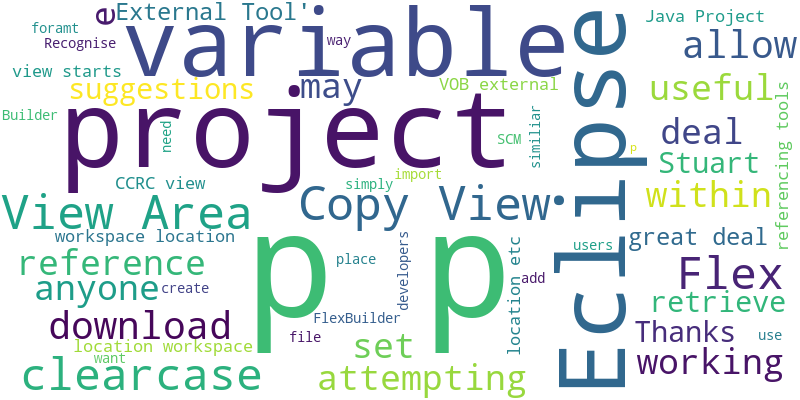 e
External Tool'
foramt
Recognise
way
Java Project
variable
allow
view starts
suggestions
may
VOB external
useful
Eclipse
Builder
project
need
SCM
similiar
deal
p
Stuart
referencing tools
import
CCRC view
simply
View Area
Copy View
within
workspace location
p p
developers
location etc
users
great deal
reference
place
Flex
anyone
create
add
retrieve
download
FlexBuilder
file
Thanks
use
location workspace
set
want
working
clearcase
attempting